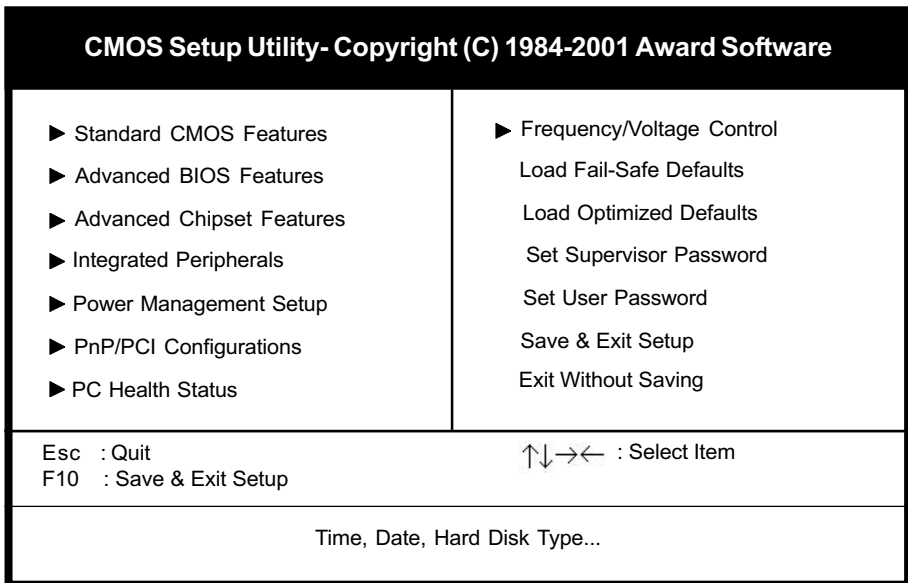 CMOS Setup Utility- Copyright (C) 1984-2001 Award Software
▶ Standard CMOS Features
▶ Advanced BIOS Features
▶ Advanced Chipset Features
▶ Integrated Peripherals
▶ Power Management Setup
▶ PnP/PCI Configurations
▶ PC Health Status
▶ Frequency/Voltage Control
Load Fail-Safe Defaults
Load Optimized Defaults
Set Supervisor Password
Set User Password
Save & Exit Setup
Exit Without Saving
Esc : Quit
F10 : Save & Exit Setup
↑↓→← : Select Item
Time, Date, Hard Disk Type...